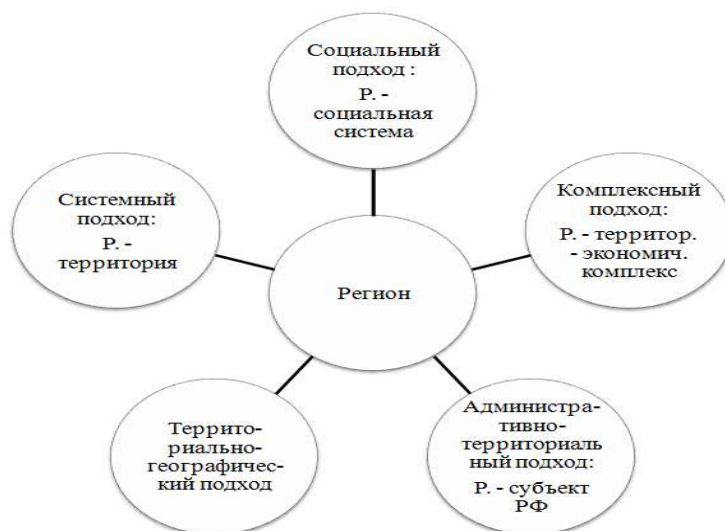 Социальный
подход :
Р. -
социальная
система
Системный
подход:
Р. -
территория
Комплексный
подход:
Р. - территор.
- экономич.
комплекс
Регион
Террито-
риально-
географичес-
кий подход
Административно-
Администра-
тивно-
территориаль
ный подход:
Р. - субъект
РФ